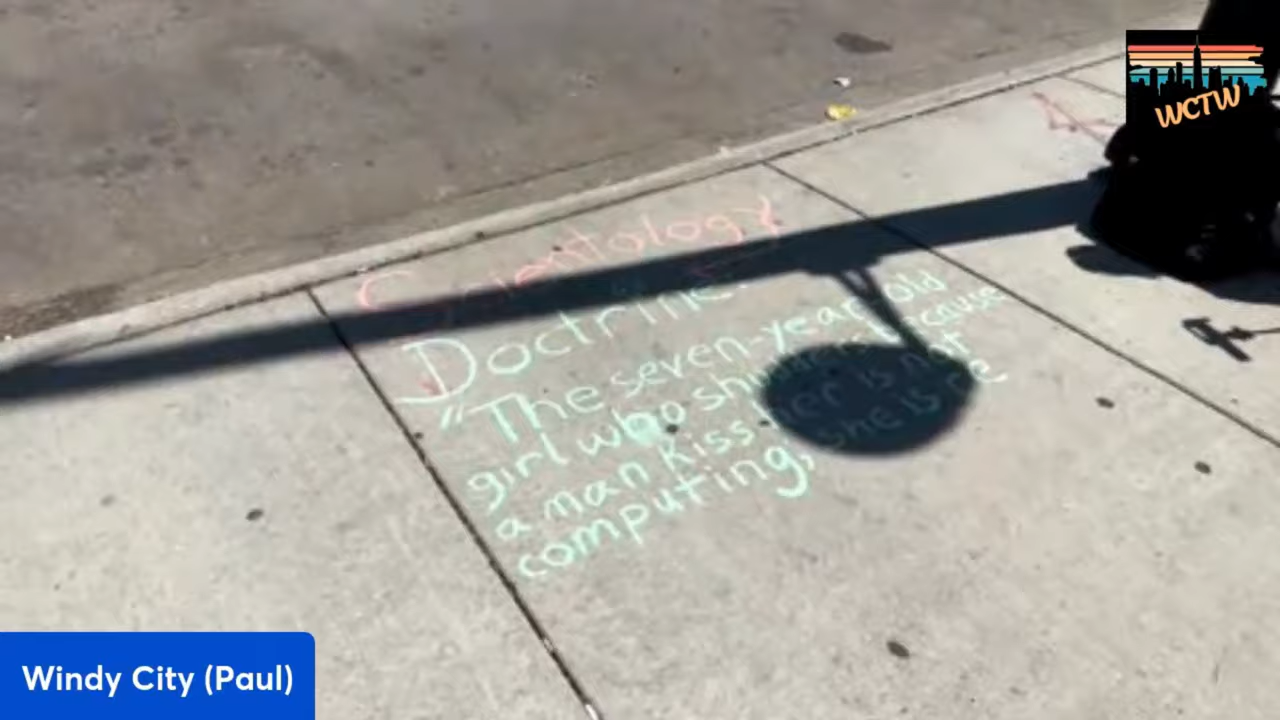 WCTW
Scientology
Doctrine:
"The seven-year old
girl who shudders because
a man kiss her is not
computing, she is re
Windy City (Paul)